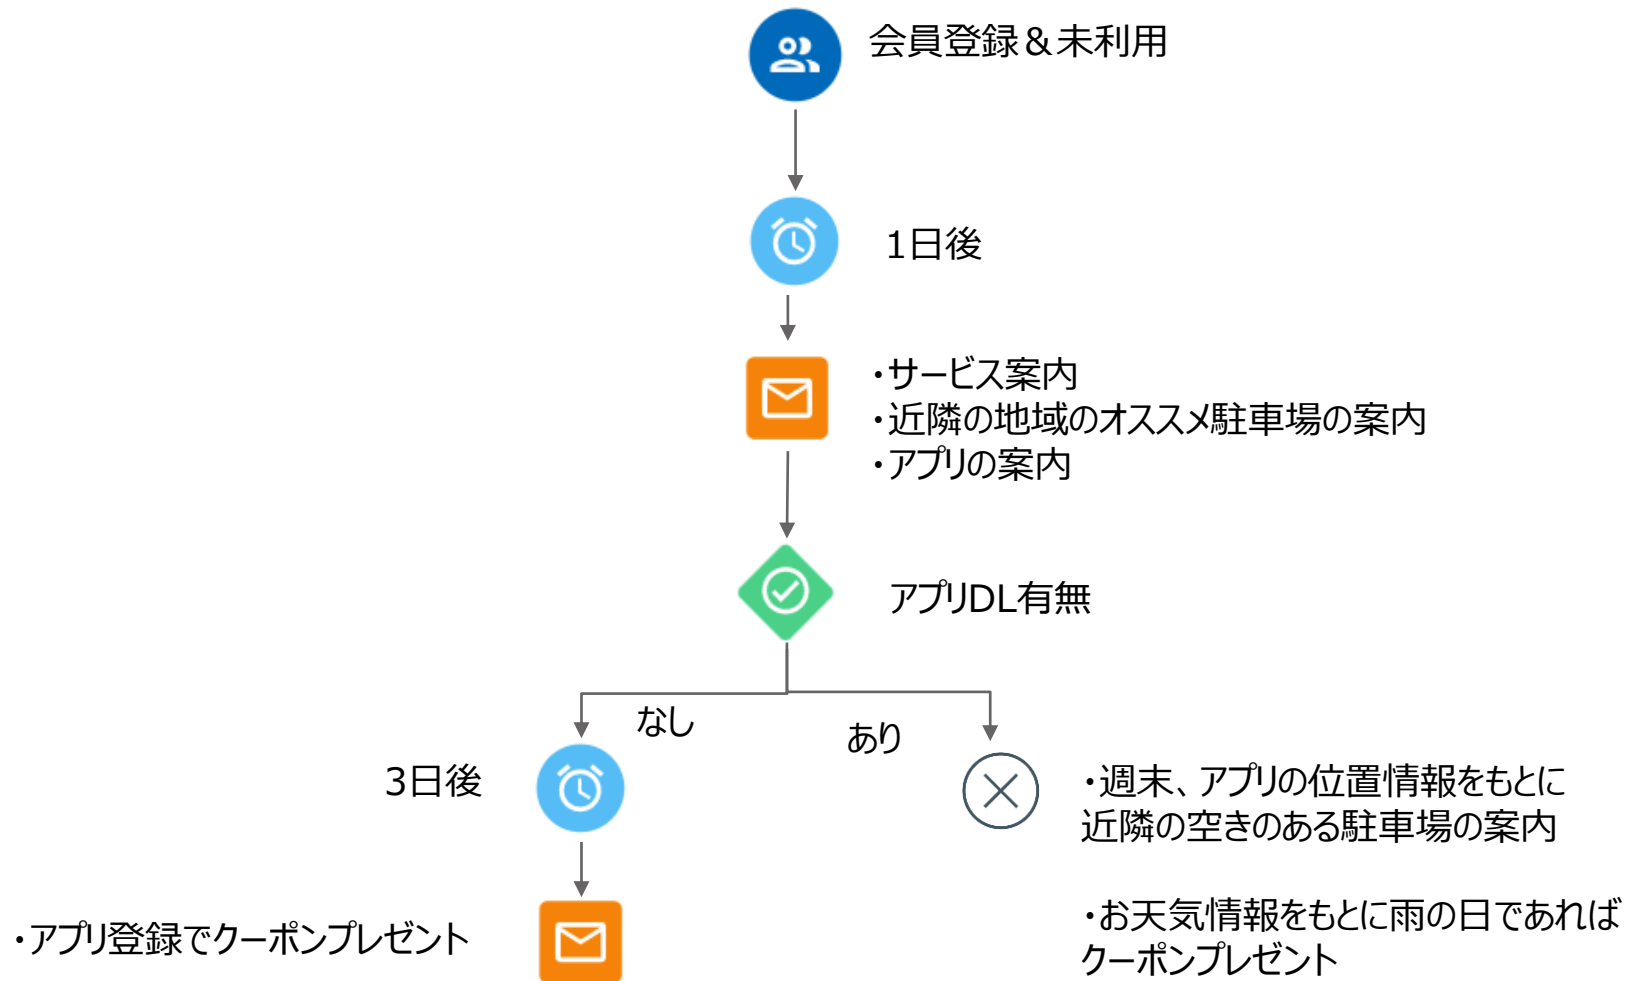 会員登録＆未利用
1日後
・サービス案内
・近隣の地域のオススメ駐車場の案内
・アプリの案内
アプリDL有無
なし
あり
3日後
・週末、アプリの位置情報をもとに
近隣の空きのある駐車場の案内
・アプリ登録でクーポンプレゼント
・お天気情報をもとに雨の日であれば
クーポンプレゼント